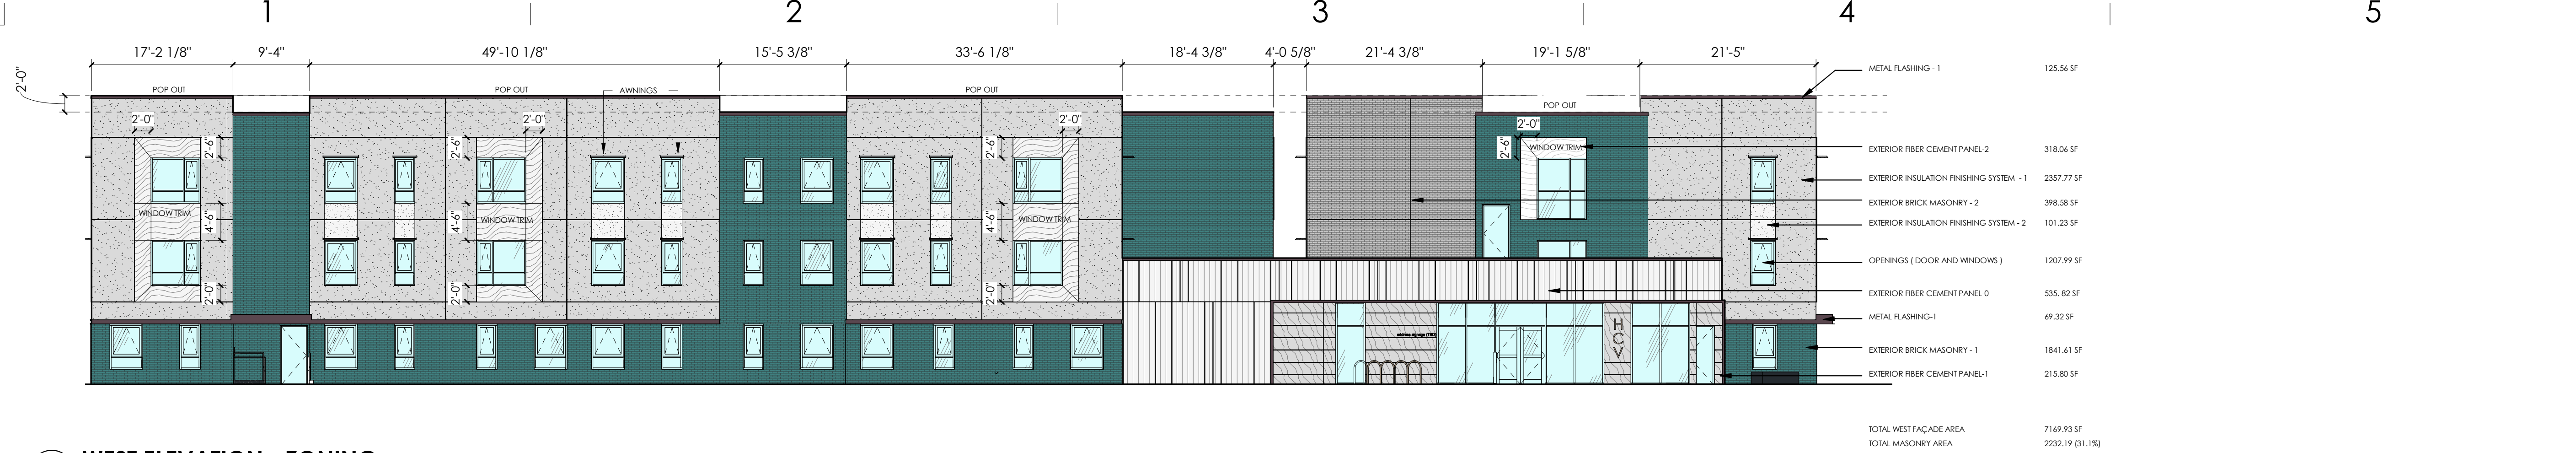 1 2 3 4 5
17'-2 1/8" 9'-4" 49'-10 1/8" 15'-5 3/8" 33'-6 1/8" 18'-4 3/8" 4'-0 5/8" 21'-4 3/8" 19'-1 5/8" 21'-5"
2'-0"
METAL FLASHING - 1 125.56 SF
POP OUT POP OUT AWNINGS POP OUT
POP OUT
2'-0" 2'-0" 2'-0" 2'-0"
2'-6" 2'-6" 2'-6" 2'-6"
WINDOW TRIM
EXTERIOR FIBER CEMENT PANEL-2 318.06 SF
EXTERIOR INSULATION FINISHING SYSTEM - 1 2357.77 SF
EXTERIOR BRICK MASONRY - 2 398.58 SF
WINDOW TRIM WINDOW TRIM WINDOW TRIM
4'-6" 4'-6" 4'-6"
EXTERIOR INSULATION FINISHING SYSTEM - 2 101.23 SF
OPENINGS ( DOOR AND WINDOWS ) 1207.99 SF
2'-0" 2'-0" 2'-0"
EXTERIOR FIBER CEMENT PANEL-0 535. 82 SF
METAL FLASHING-1 69.32 SF
H
C
V
EXTERIOR BRICK MASONRY - 1 1841.61 SF
EXTERIOR FIBER CEMENT PANEL-1 215.80 SF
TOTAL WEST FAÇADE AREA 7169.93 SF
TOTAL MASONRY AREA 2232.19 (31.1%)
WEST ELEVATION - ZONING